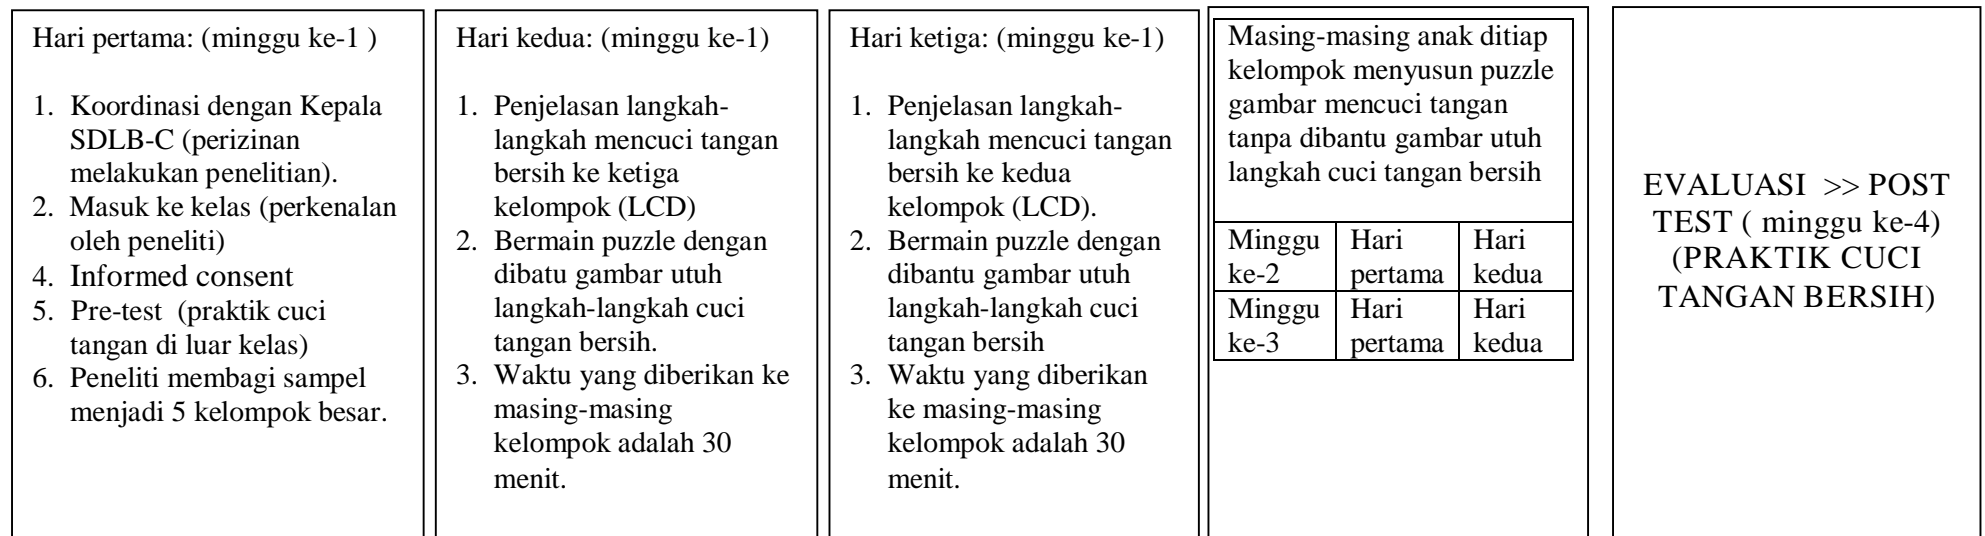 Hari pertama: (minggu ke-1 )
1. Koordinasi dengan Kepala
SDLB-C (perizinan
melakukan penelitian).
2. Masuk ke kelas (perkenalan
oleh peneliti)
4. Informed consent
5. Pre-test (praktik cuci
tangan di luar kelas)
6. Peneliti membagi sampel
menjadi 5 kelompok besar.
Hari kedua: (minggu ke-1)
1. Penjelasan langkah-
langkah mencuci tangan
bersih ke ketiga
kelompok (LCD)
2. Bermain puzzle dengan
dibatu gambar utuh
langkah-langkah cuci
tangan bersih.
3. Waktu yang diberikan ke
masing-masing
kelompok adalah 30
menit.
Hari ketiga: (minggu ke-1)
1. Penjelasan langkah-
langkah mencuci tangan
bersih ke kedua
kelompok (LCD).
2. Bermain puzzle dengan
dibantu gambar utuh
langkah-langkah cuci
tangan bersih
3. Waktu yang diberikan
ke masing-masing
kelompok adalah 30
menit.
Masing-masing anak ditiap
kelompok menyusun puzzle
gambar mencuci tangan
tanpa dibantu gambar utuh
langkah cuci tangan bersih
Minggu Hari Hari
ke-2 pertama kedua
Minggu Hari Hari
ke-3 pertama kedua
EVALUASI >> POST
TEST ( minggu ke-4)
(PRAKTIK CUCI
TANGAN BERSIH)